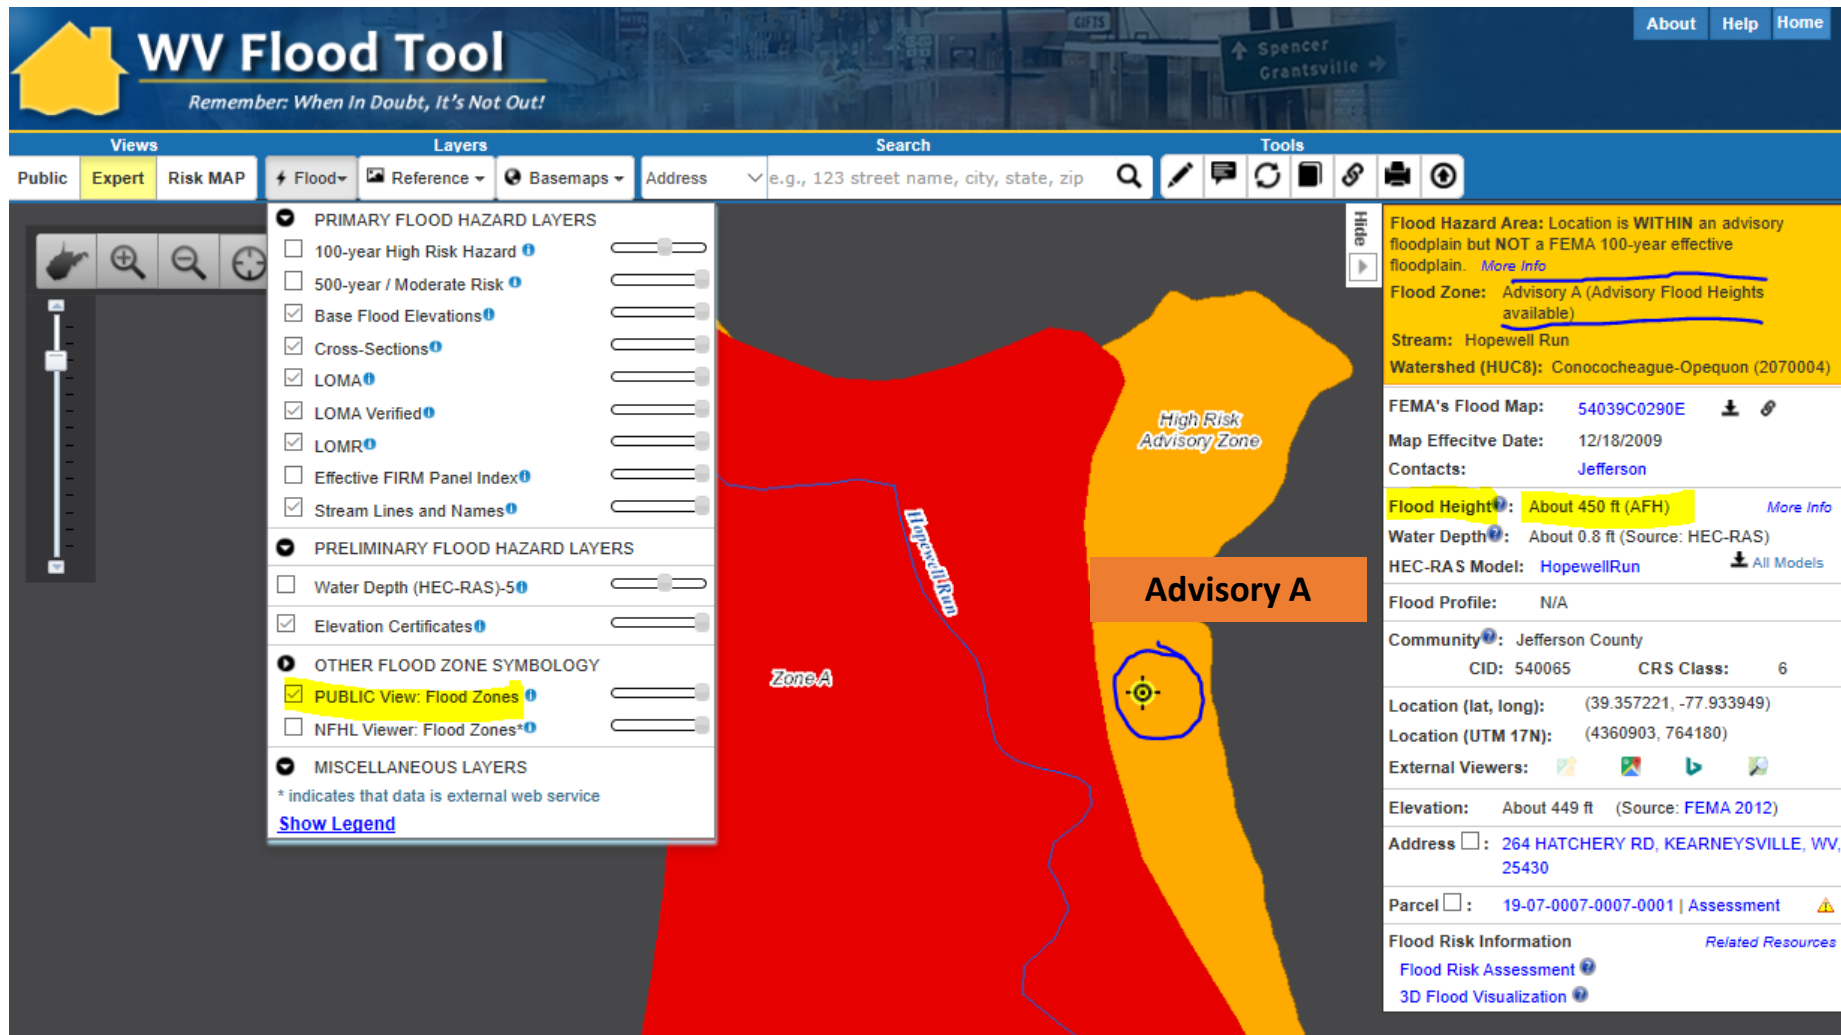 About Help Home
WV Flood Tool
Remember: When In Doubt, It's Not Out!
GIFTS
Spencer
Grantsville
Views Layers Search Tools
Public Expert Risk MAP Flood Reference Basemaps Address e.g., 123 street name, city, state, zip
PRIMARY FLOOD HAZARD LAYERS
100-year High Risk Hazard
500-year / Moderate Risk
Base Flood Elevations
Cross-Sections
LOMA
LOMA Verified
LOMR
Effective FIRM Panel Index
Stream Lines and Names
PRELIMINARY FLOOD HAZARD LAYERS
Water Depth (HEC-RAS)-5
Elevation Certificates
OTHER FLOOD ZONE SYMBOLOGY
PUBLIC View: Flood Zones
NFHL Viewer: Flood Zones*
MISCELLANEOUS LAYERS
* indicates that data is external web service
Show Legend
High Risk
Advisory Zone
Hopewell Run
Advisory A
Zone A
Hide
Flood Hazard Area: Location is WITHIN an advisory
floodplain but NOT a FEMA 100-year effective
floodplain. More Info
Flood Zone: Advisory A (Advisory Flood Heights
available)
Stream: Hopewell Run
Watershed (HUC8): Conococheague-Opequon (2070004)
FEMA's Flood Map: 54039C0290E
Map Effecitve Date: 12/18/2009
Contacts: Jefferson
Flood Height: About 450 ft (AFH) More Info
Water Depth: About 0.8 ft (Source: HEC-RAS)
HEC-RAS Model: HopewellRun All Models
Flood Profile: N/A
Community: Jefferson County
CID: 540065 CRS Class: 6
Location (lat, long): (39.357221, -77.933949)
Location (UTM 17N): (4360903, 764180)
External Viewers:
Elevation: About 449 ft (Source: FEMA 2012)
Address : 264 HATCHERY RD, KEARNEYSVILLE, WV,
25430
Parcel : 19-07-0007-0007-0001 | Assessment
Flood Risk Information Related Resources
Flood Risk Assessment
3D Flood Visualization